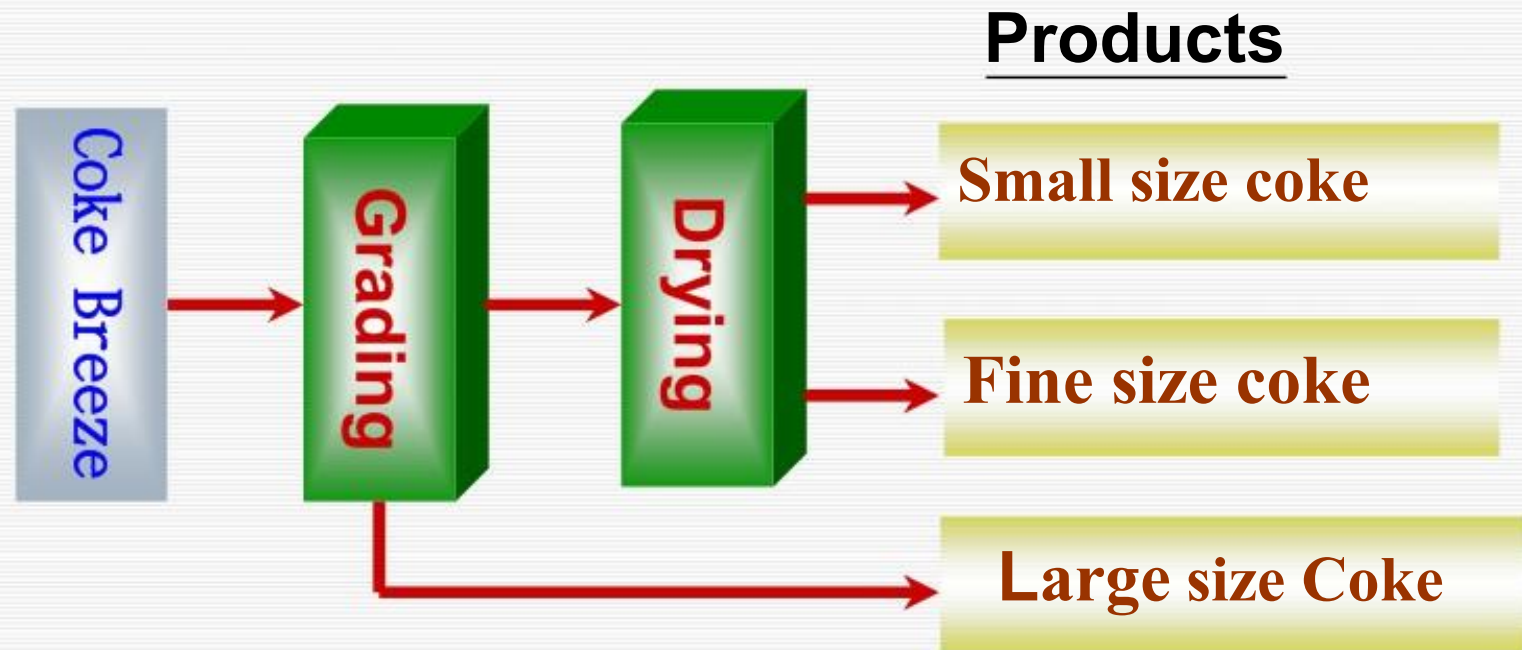 Products
Coke Breeze
Grading
Drying
Small size coke
Fine size coke
Large size Coke